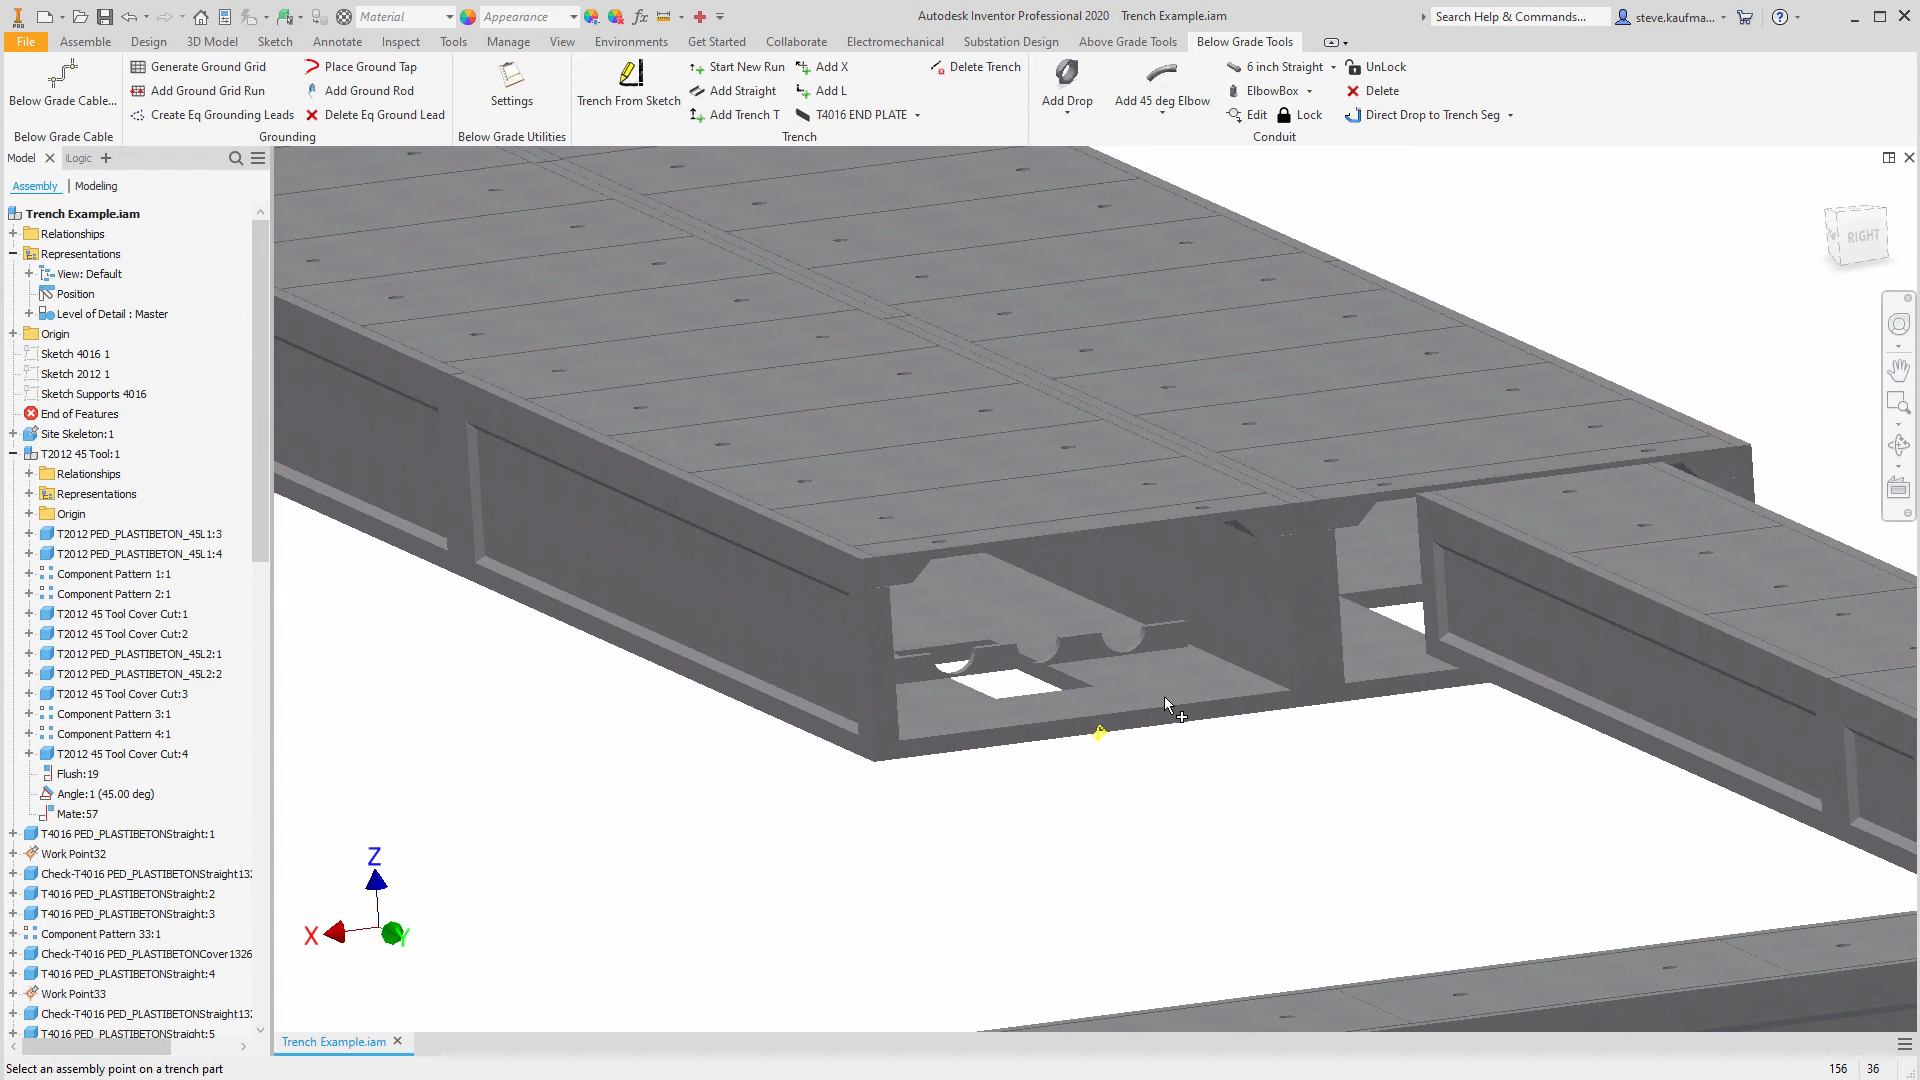 Material
Appearance
fx
Autodesk Inventor Professional 2020 Trench Example.iam
Search Help & Commands...
steve.kaufma...
File
Assemble
Design
3D Model
Sketch
Annotate
Inspect
Tools
Manage
View
Environments
Get Started
Collaborate
Electromechanical
Substation Design
Above Grade Tools
Below Grade Tools
Below Grade Cable...
Below Grade Cable
Generate Ground Grid
Add Ground Grid Run
Create Eq Grounding Leads
Place Ground Tap
Add Ground Rod
Delete Eq Ground Lead
Grounding
Settings
Below Grade Utilities
Trench From Sketch
Start New Run
Add Straight
Add Trench T
Add X
Add L
T4016 END PLATE
Delete Trench
Trench
Add Drop
Add 45 deg Elbow
6 inch Straight
ElbowBox
Edit
Lock
UnLock
Delete
Direct Drop to Trench Seg
Conduit
Model
iLogic
Assembly | Modeling
Trench Example.iam
Relationships
Representations
View: Default
Position
Level of Detail : Master
Origin
Sketch 4016 1
Sketch 2012 1
Sketch Supports 4016
End of Features
Site Skeleton:1
T2012 45 Tool:1
Relationships
Representations
Origin
T2012 PED_PLASTIBETON_45L1:3
T2012 PED_PLASTIBETON_45L1:4
Component Pattern 1:1
Component Pattern 2:1
T2012 45 Tool Cover Cut:1
T2012 45 Tool Cover Cut:2
T2012 PED_PLASTIBETON_45L2:1
T2012 PED_PLASTIBETON_45L2:2
T2012 45 Tool Cover Cut:3
Component Pattern 3:1
Component Pattern 4:1
T2012 45 Tool Cover Cut:4
Flush:19
Angle:1 (45.00 deg)
Mate:57
T4016 PED_PLASTIBETONStraight:1
Work Point32
Check-T4016 PED_PLASTIBETONStraight132
T4016 PED_PLASTIBETONStraight:2
T4016 PED_PLASTIBETONStraight:3
Component Pattern 33:1
Check-T4016 PED_PLASTIBETONCover1326
T4016 PED_PLASTIBETONStraight:4
Work Point33
Check-T4016 PED_PLASTIBETONStraight132
T4016 PED_PLASTIBETONStraight:5
RIGHT
Z
X
Y
Trench Example.iam
Select an assembly point on a trench part
156 36